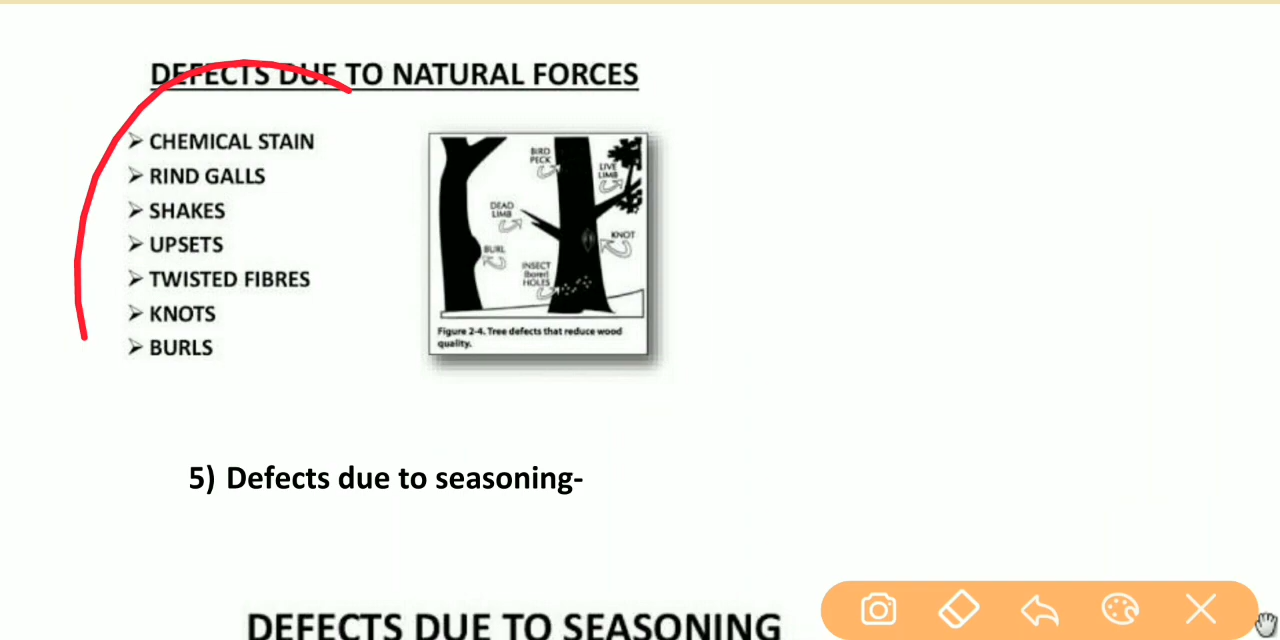 DEFECTS DUE TO NATURAL FORCES
➢ CHEMICAL STAIN
➢ RIND GALLS
➢ SHAKES
➢ UPSETS
➢ TWISTED FIBRES
➢ KNOTS
➢ BURLS
BIRD
PECK
LIVE
LIMB
DEAD
LIMB
KNOT
BURL
INSECT
(borer)
HOLES
Figure 2-4. Tree defects that reduce wood
quality.
5) Defects due to seasoning-
DEFECTS DUE TO SEASONING